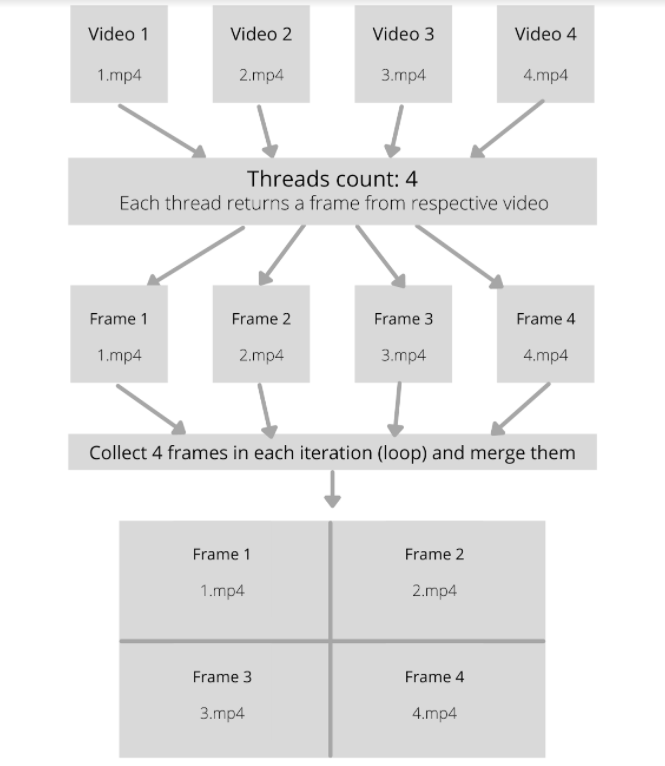 Video 1
1.mp4
Video 2
2.mp4
Video 3
3.mp4
Video 4
4.mp4
Threads count: 4
Each thread returns a frame from respective video
Frame 1
1.mp4
Frame 2
2.mp4
Frame 3
3.mp4
Frame 4
4.mp4
Collect 4 frames in each iteration (loop) and merge them
Frame 1
1.mp4
Frame 2
2.mp4
Frame 3
3.mp4
Frame 4
4.mp4